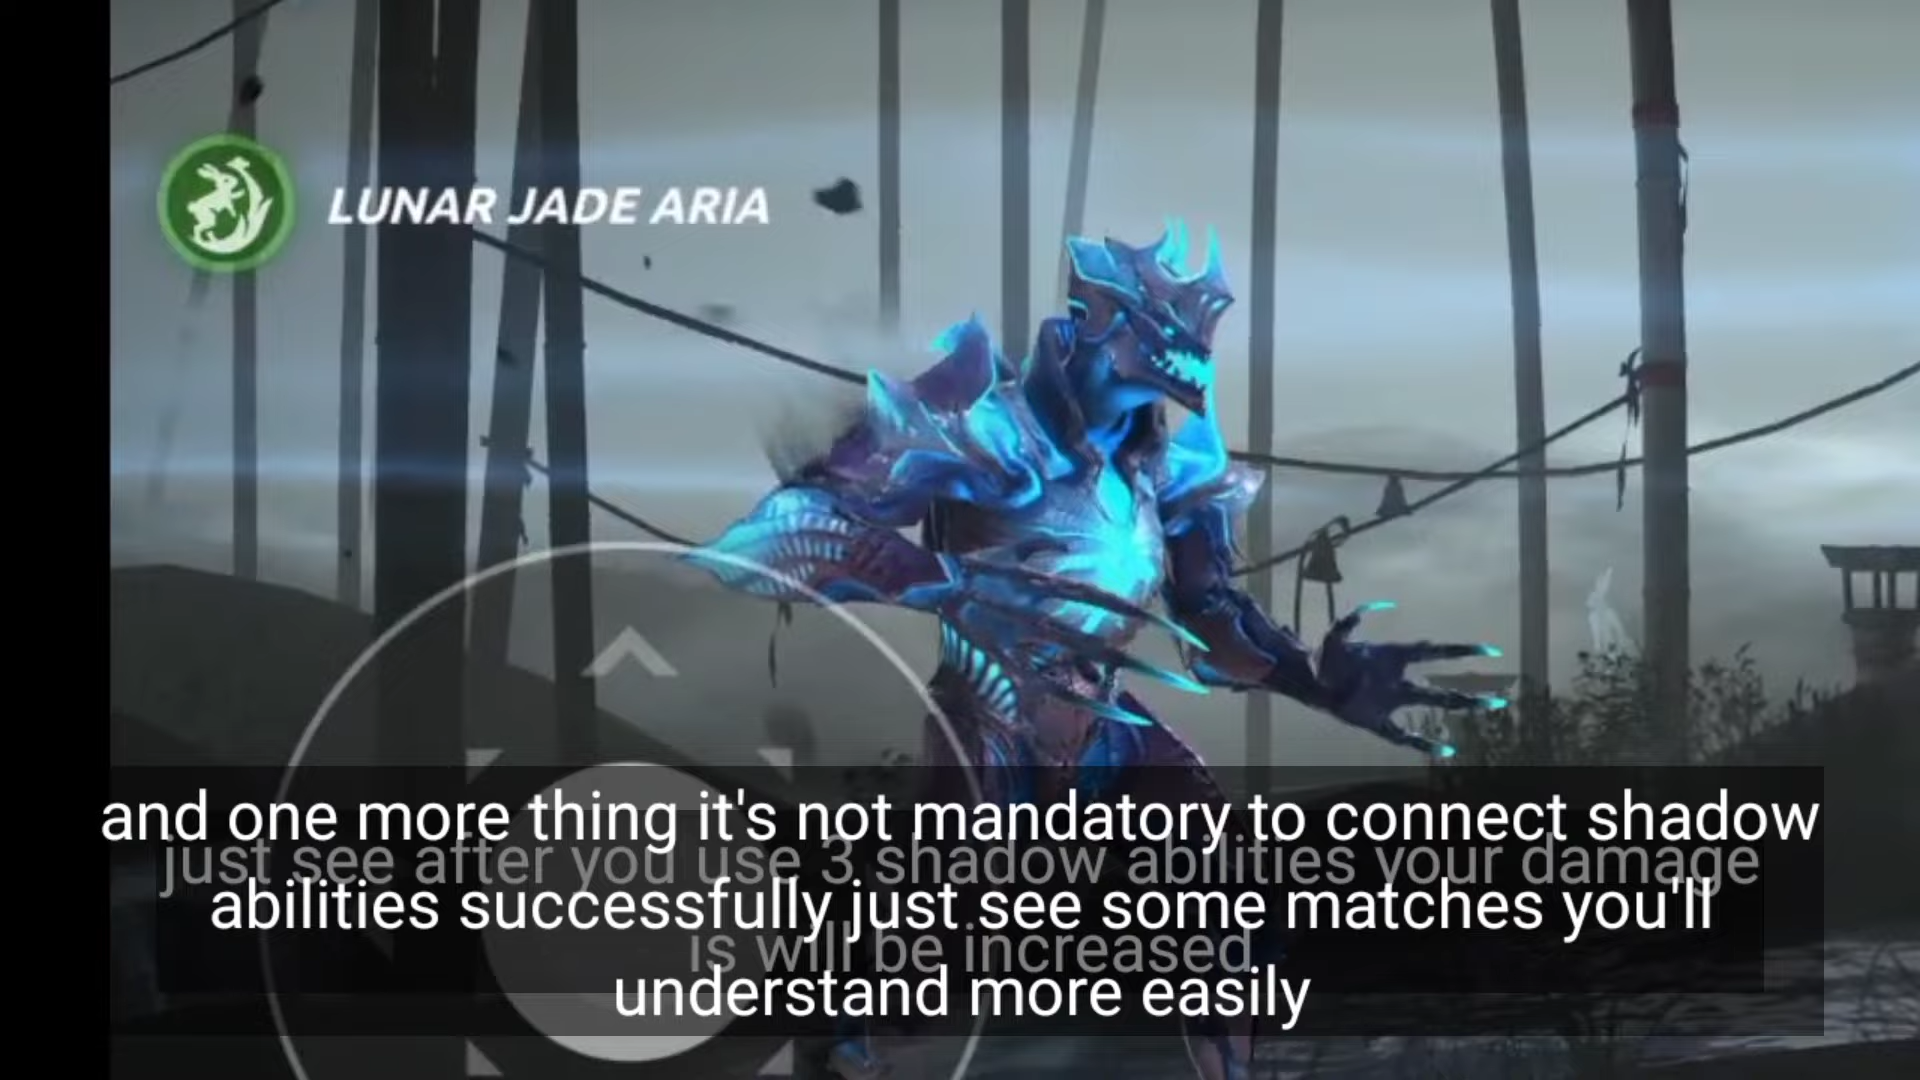 LUNAR JADE ARIA
and one more thing it's not mandatory to connect shadow
just see after you use 3 shadow abilities your damage
abilities successfully just see some matches you'll
is will be increased
understand more easily